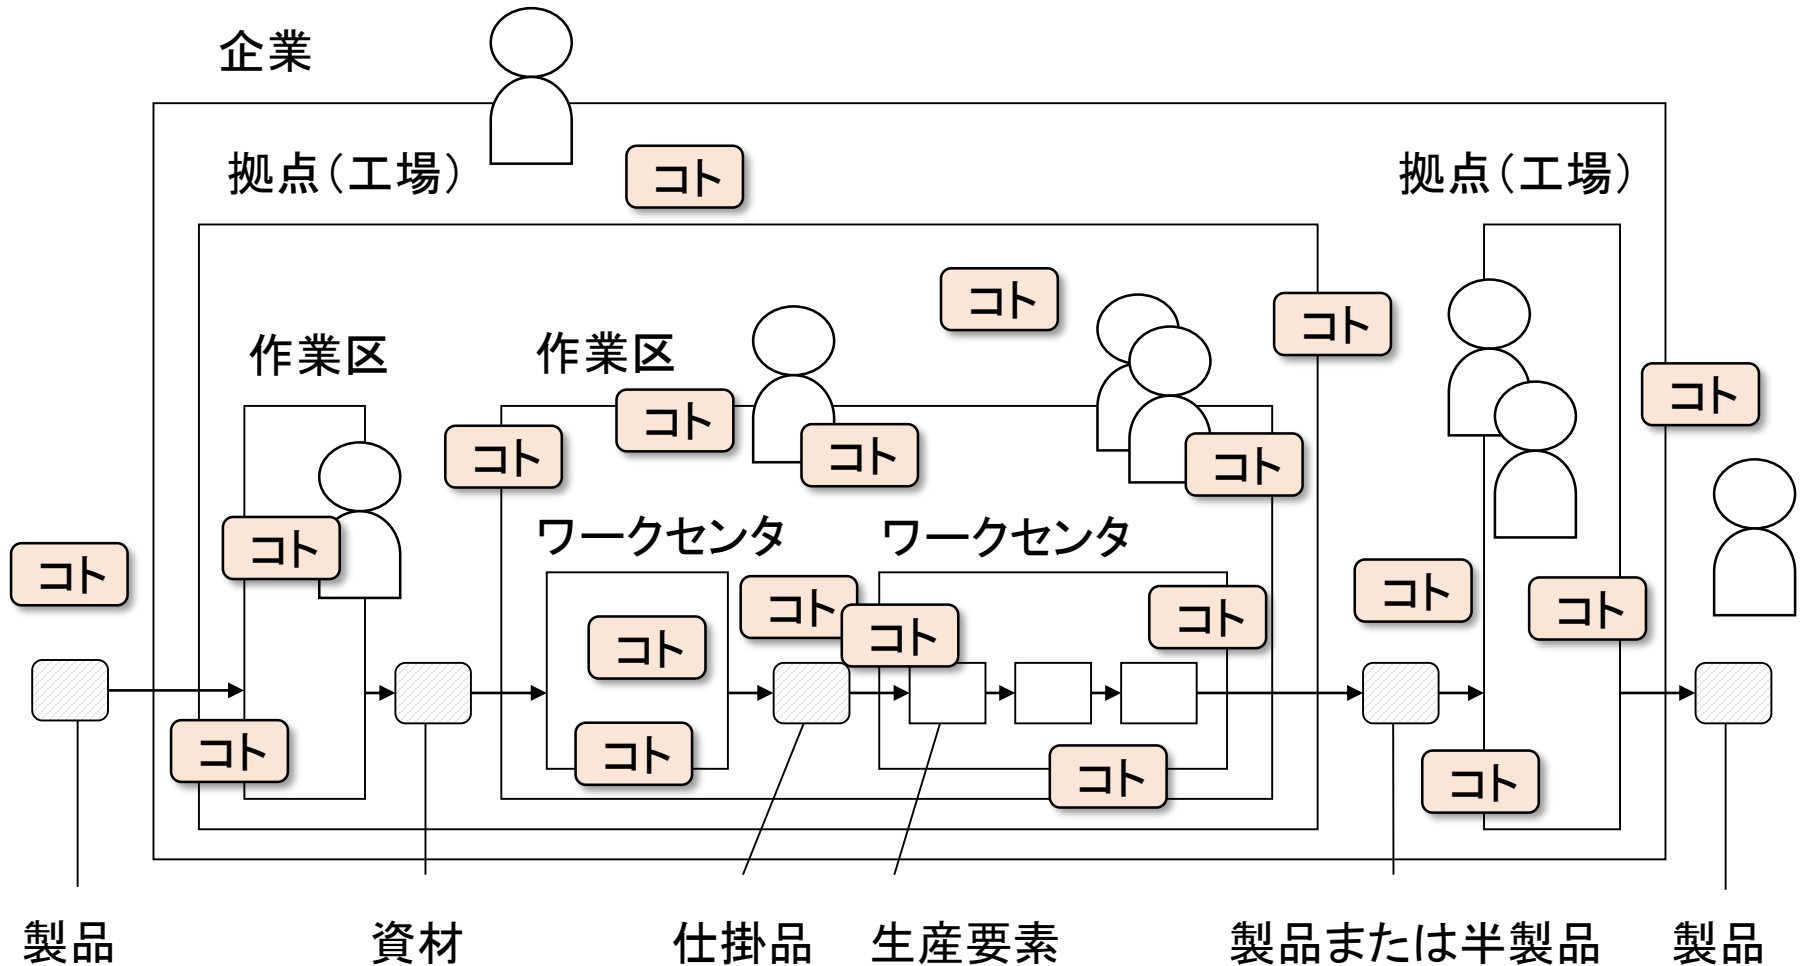 企業
拠点（工場）
コト
拠点（工場）
コト
コト
作業区
作業区
コト
コト
コト
コト
コト
ワークセンタ
ワークセンタ
コト
コト
コト
コト
コト
コト
コト
コト
コト
コト
コト
コト
製品
資材
仕掛品
生産要素
製品または半製品
製品
コト